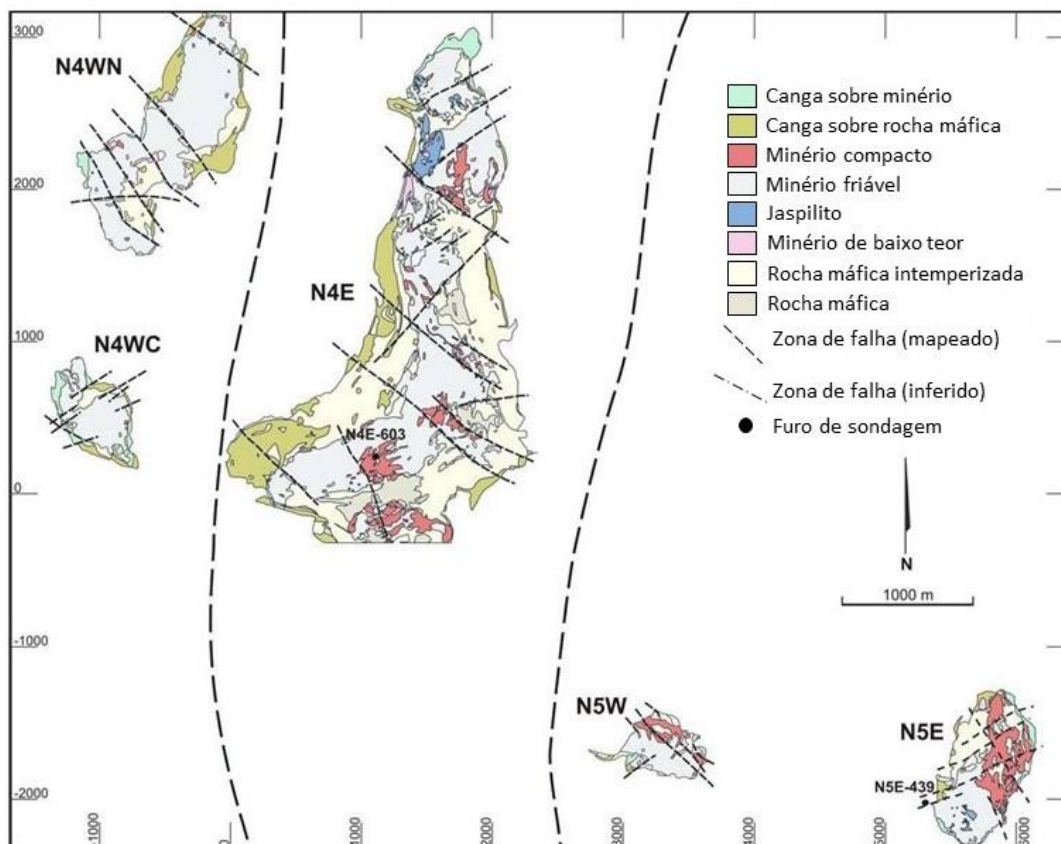 3000
2000
1000
0
-1000
-2000
N4WN
N4E
N4WC
N4E-603
N5W
N5E
N5E-439
Canga sobre minério
Canga sobre rocha máfica
Minério compacto
Minério friável
Jaspilito
Minério de baixo teor
Rocha máfica intemperizada
Rocha máfica
Zona de falha (mapeado)
Zona de falha (inferido)
Furo de sondagem
N
1000 m
-1000
0
1000
2000
3000
4000
5000
6000